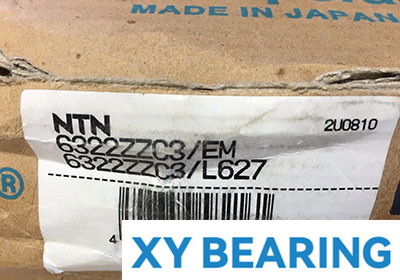 MADE IN JAPAN
NTN
2U0810
6322ZZC3/EM
6322ZZC3/L627
®
4
XY BEARING